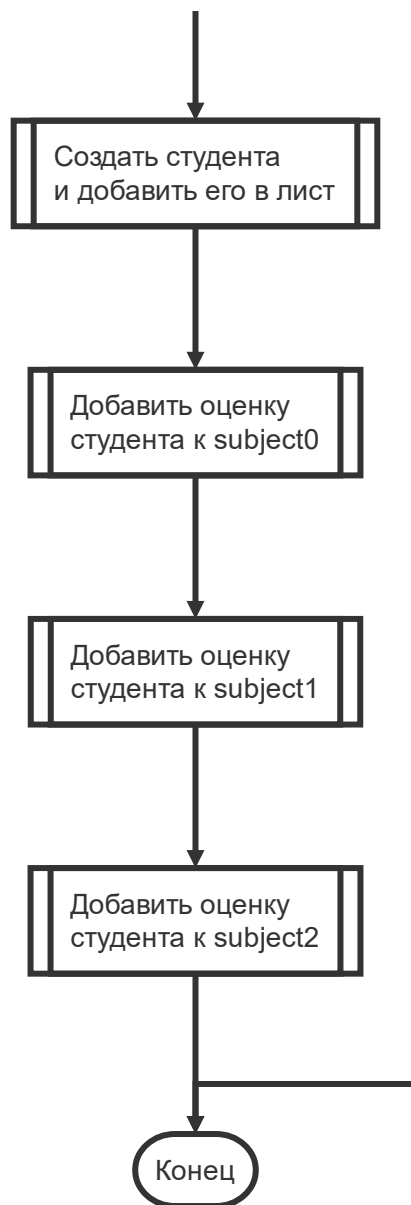 Создать студента
и добавить его в лист
Добавить оценку
студента к subject0
Добавить оценку
студента к subject1
Добавить оценку
студента к subject2
Конец